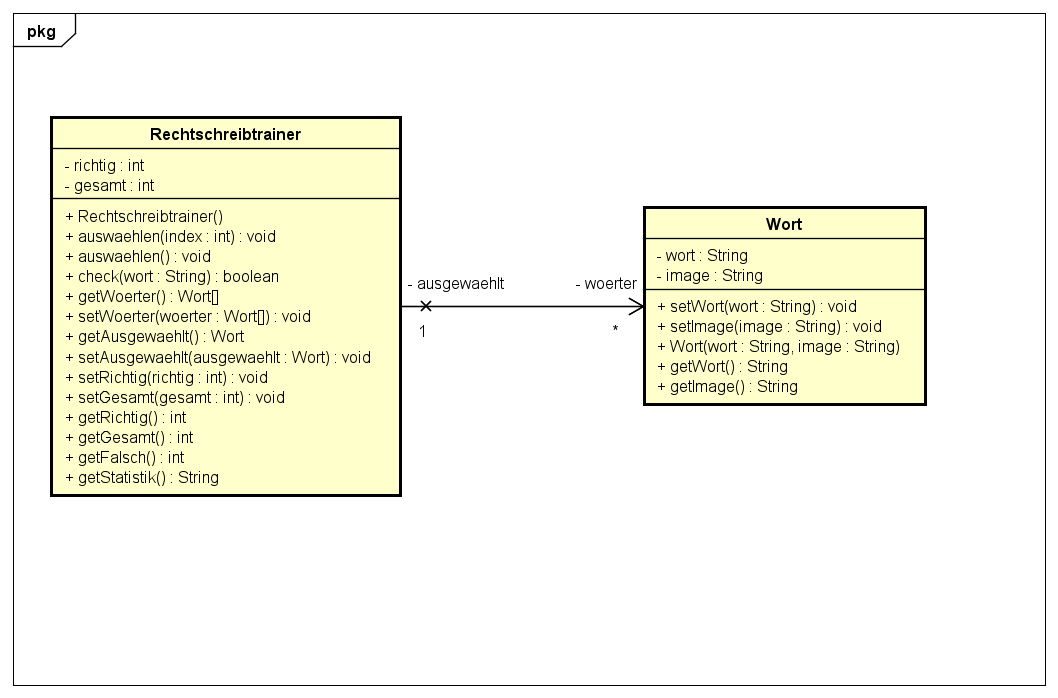 pkg
Rechtschreibtrainer
- richtig : int
- gesamt : int
+ Rechtschreibtrainer()
+ auswaehlen(index : int) : void
+ auswaehlen() : void
+ check(wort : String) : boolean
+ getWoerter() : Wort[]
+ setWoerter(woerter : Wort[]) : void
+ getAusgewaehlt() : Wort
+ setAusgewaehlt(ausgewaehlt : Wort) : void
+ setRichtig(richtig : int) : void
+ setGesamt(gesamt : int) : void
+ getRichtig() : int
+ getGesamt() : int
+ getFalsch() : int
+ getStatistik() : String
- ausgewaehlt
- woerter
1
*
Wort
- wort : String
- image : String
+ setWort(wort : String) : void
+ setImage(image : String) : void
+ Wort(wort : String, image : String)
+ getWort() : String
+ getImage() : String